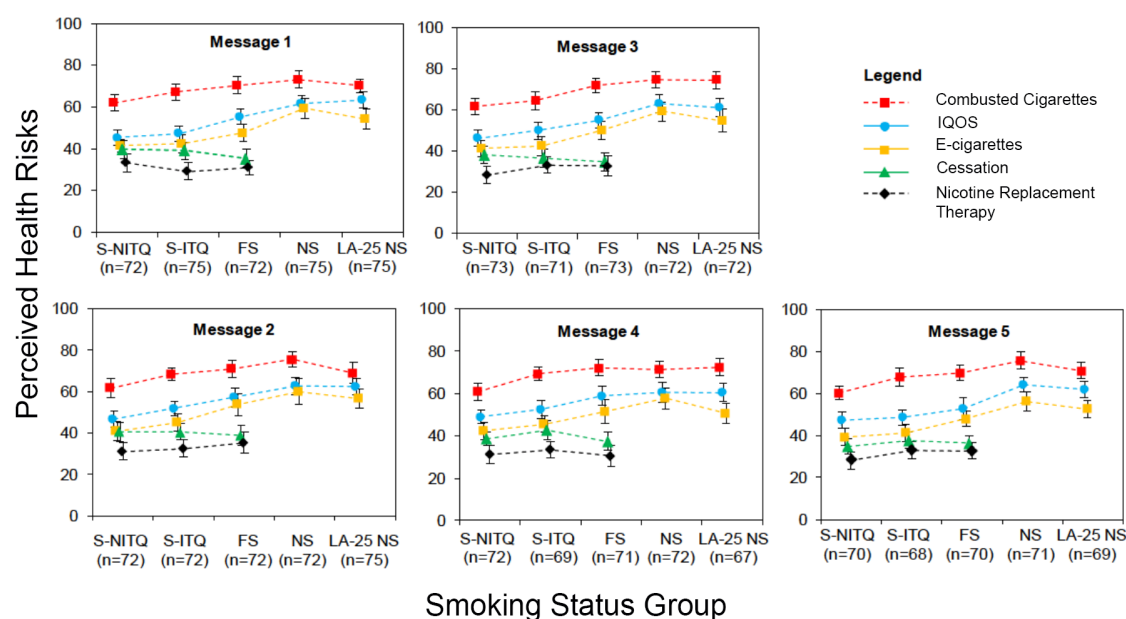 Perceived Health Risks
Message 1
100
80
60
40
20
0
S-NITQ S-ITQ FS NS LA-25 NS
(n=72) (n=75) (n=72) (n=75) (n=75)
Message 3
100
80
60
40
20
0
S-NITQ S-ITQ FS NS LA-25 NS
(n=73) (n=71) (n=73) (n=72) (n=72)
Legend
Combusted Cigarettes
IQOS
E-cigarettes
Cessation
Nicotine Replacement
Therapy
Message 2
100
80
60
40
20
0
S-NITQ S-ITQ FS NS LA-25 NS
(n=72) (n=72) (n=72) (n=72) (n=75)
Message 4
100
80
60
40
20
0
S-NITQ S-ITQ FS NS LA-25 NS
(n=72) (n=69) (n=71) (n=72) (n=67)
Message 5
100
80
60
40
20
0
S-NITQ S-ITQ FS NS LA-25 NS
(n=70) (n=68) (n=70) (n=71) (n=69)
Smoking Status Group